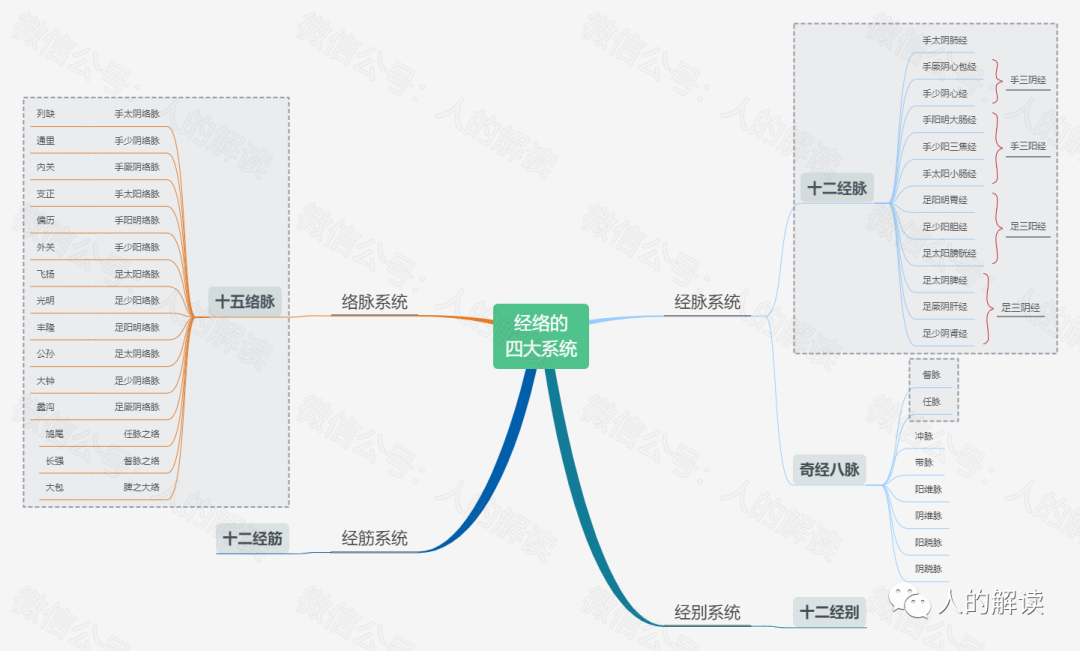 经络的
四大系统
络脉系统
十五络脉
列缺 手太阴络脉
通里 手少阴络脉
内关 手厥阴络脉
支正 手太阳络脉
偏历 手阳明络脉
外关 手少阳络脉
飞扬 足太阳络脉
光明 足少阳络脉
丰隆 足阳明络脉
公孙 足太阴络脉
大钟 足少阴络脉
蠡沟 足厥阴络脉
鸠尾 任脉之络
长强 督脉之络
大包 脾之大络
经筋系统
十二经筋
经脉系统
十二经脉
手太阴肺经
手厥阴心包经
手少阴心经
手三阴经
手阳明大肠经
手少阳三焦经
手太阳小肠经
手三阳经
足阳明胃经
足少阳胆经
足太阳膀胱经
足三阳经
足太阴脾经
足厥阴肝经
足少阴肾经
足三阴经
奇经八脉
督脉
任脉
冲脉
带脉
阳维脉
阴维脉
阳跷脉
阴跷脉
经别系统
十二经别
人的解读
微信公号：人的解读